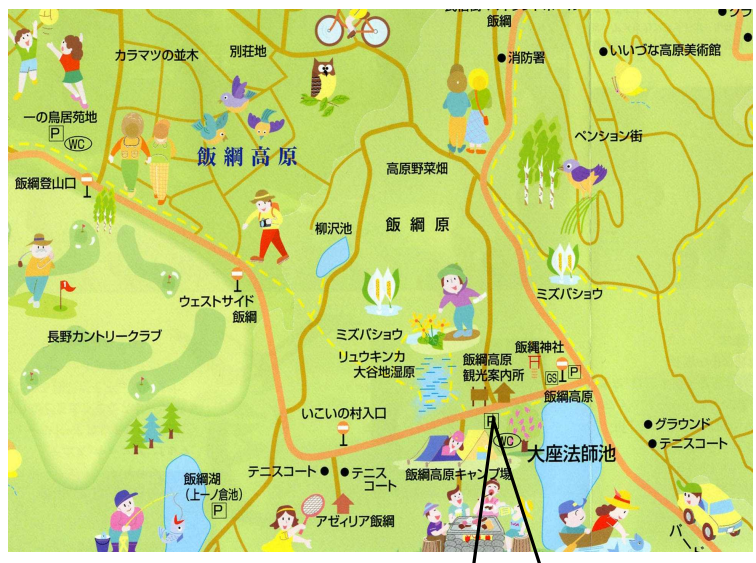 飯綱
グラ
消防署
いいづな高原美術館
別荘地
カラマツの並木
一の鳥居苑地
P
WC
飯綱高原
ペンション街
高原野菜畑
飯綱登山口
飯綱原
柳沢池
ミズバショウ
ウェストサイド
飯綱
長野カントリークラブ
ミズバショウ
リュウキンカ
大谷地湿原
飯綱高原
観光案内所
飯縄神社
GS
P
飯綱高原
P
WC
いこいの村入口
大座法師池
グラウンド
テニスコート
テニスコート
テニス
コート
飯綱高原キャンプ場
飯綱湖
(上一ノ倉池)
P
アゼィリア飯綱
バー